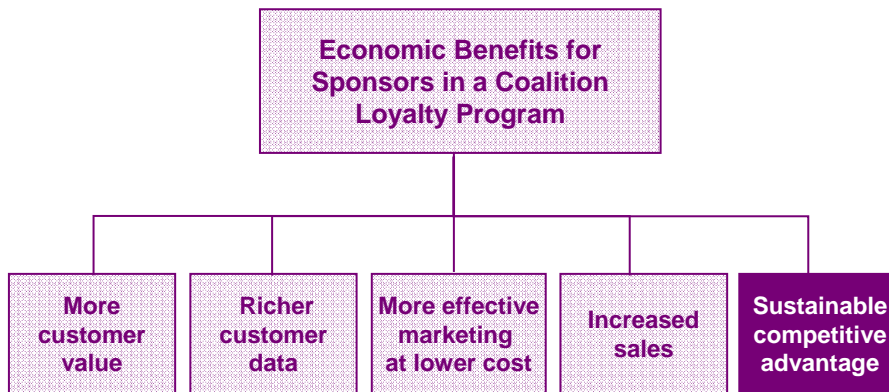 Economic Benefits for
Sponsors in a Coalition
Loyalty Program
More
customer
value
Richer
customer
data
More effective
marketing
at lower cost
Increased
sales
Sustainable
competitive
advantage